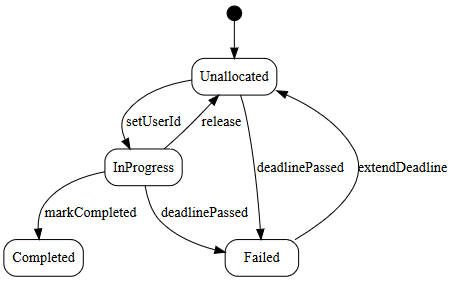 Unallocated
setUserId
release
InProgress
deadlinePassed
extendDeadline
markCompleted
deadlinePassed
Completed
Failed